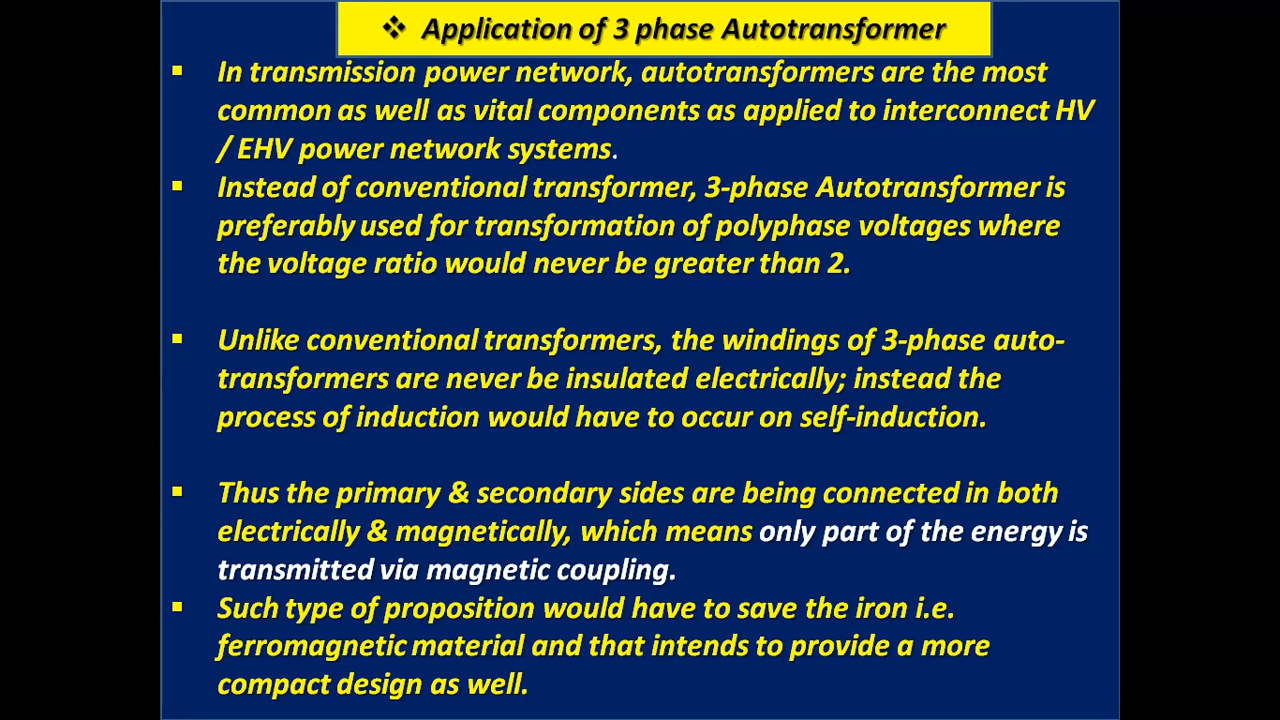 ❖ Application of 3 phase Autotransformer
▪ In transmission power network, autotransformers are the most
common as well as vital components as applied to interconnect HV
/ EHV power network systems.
▪ Instead of conventional transformer, 3-phase Autotransformer is
preferably used for transformation of polyphase voltages where
the voltage ratio would never be greater than 2.
▪ Unlike conventional transformers, the windings of 3-phase auto-
transformers are never be insulated electrically; instead the
process of induction would have to occur on self-induction.
▪ Thus the primary & secondary sides are being connected in both
electrically & magnetically, which means only part of the energy is
transmitted via magnetic coupling.
▪ Such type of proposition would have to save the iron i.e.
ferromagnetic material and that intends to provide a more
compact design as well.